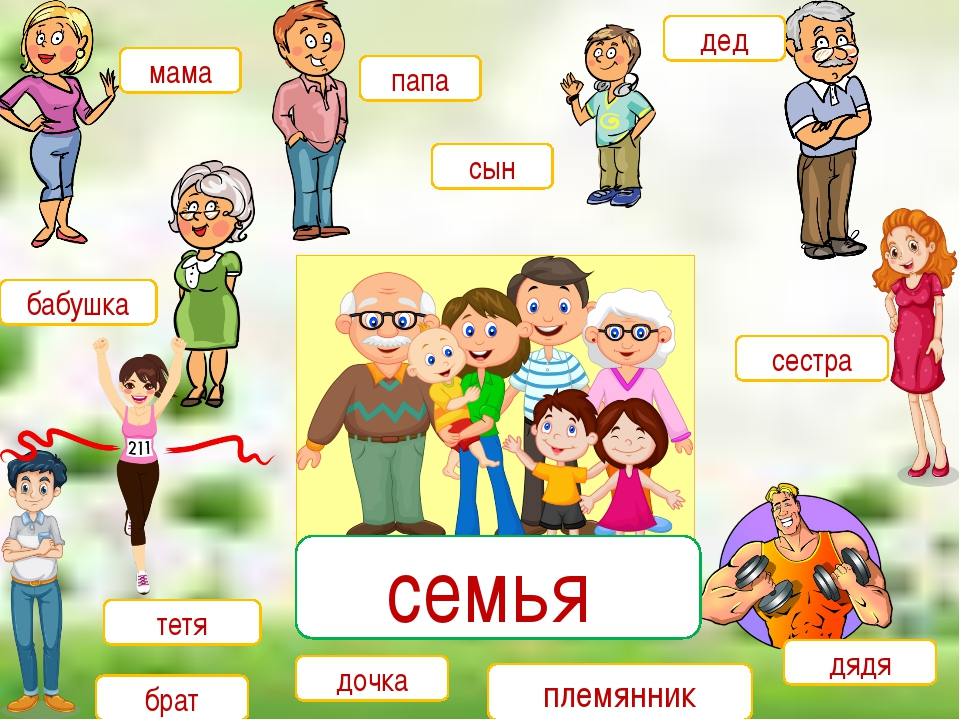 мама
папа
дед
сын
бабушка
сестра
211
семья
тетя
дядя
дочка
племянник
брат